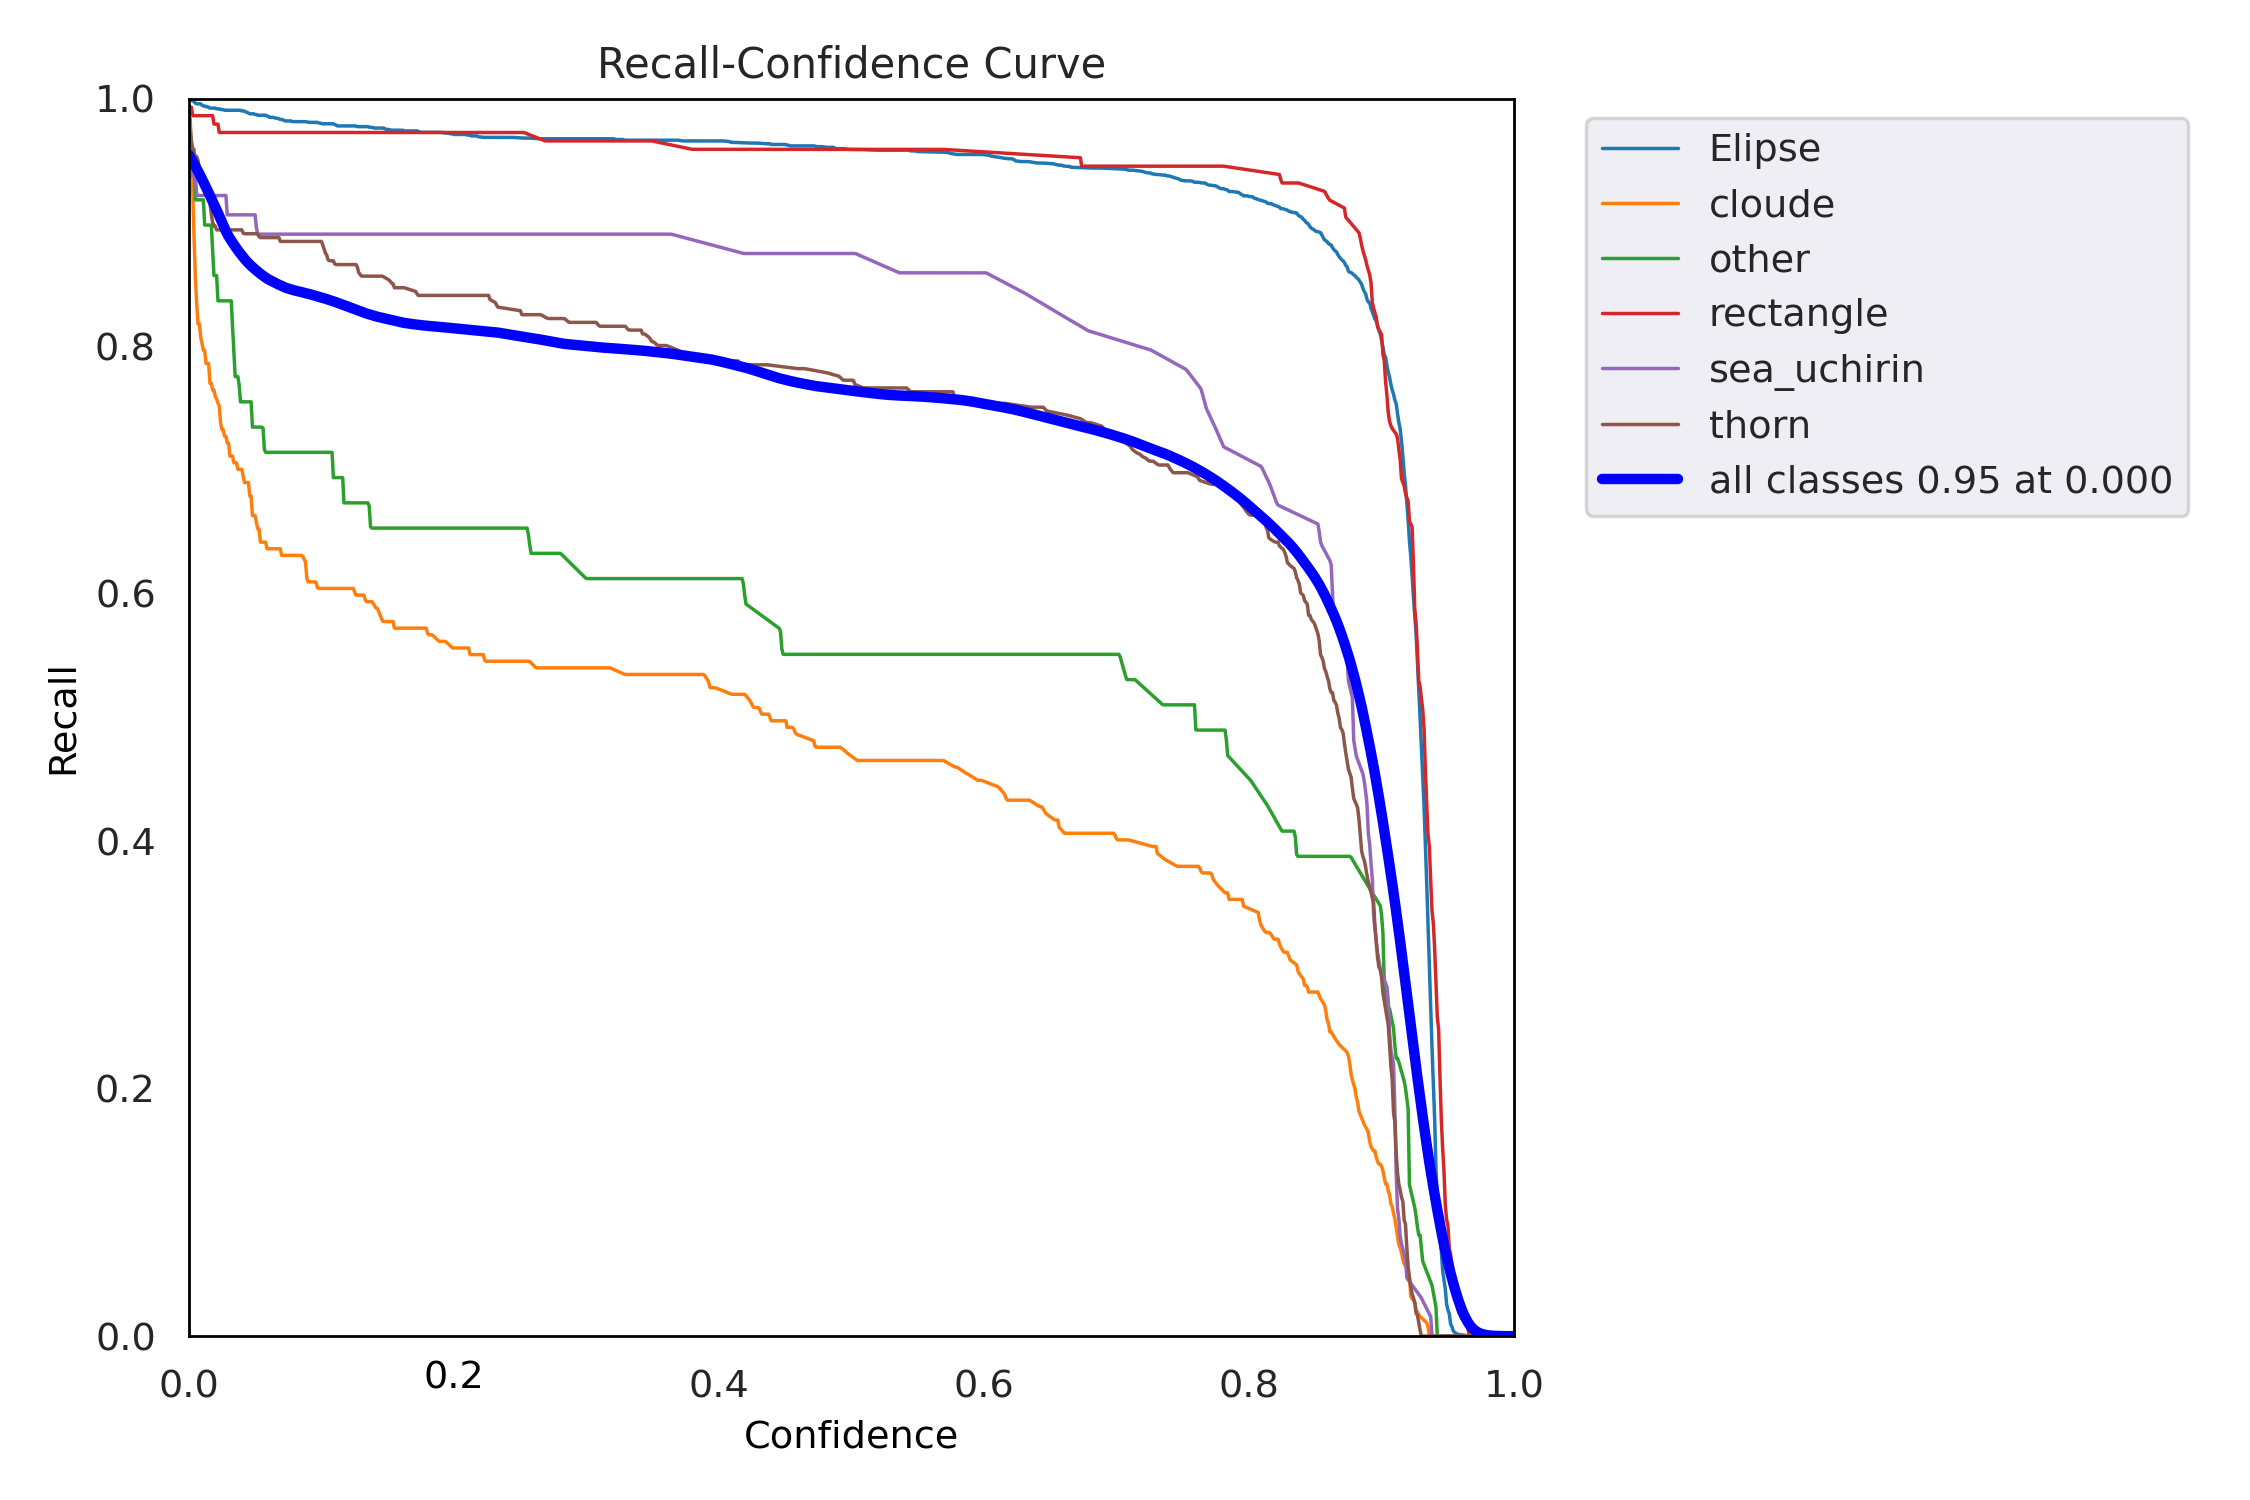 Recall-Confidence Curve
1.0
0.8
0.6
0.4
0.2
0.0
Recall
0.0
0.2
0.4
0.6
0.8
1.0
Confidence
Elipse
cloude
other
rectangle
sea_uchirin
thorn
all classes 0.95 at 0.000